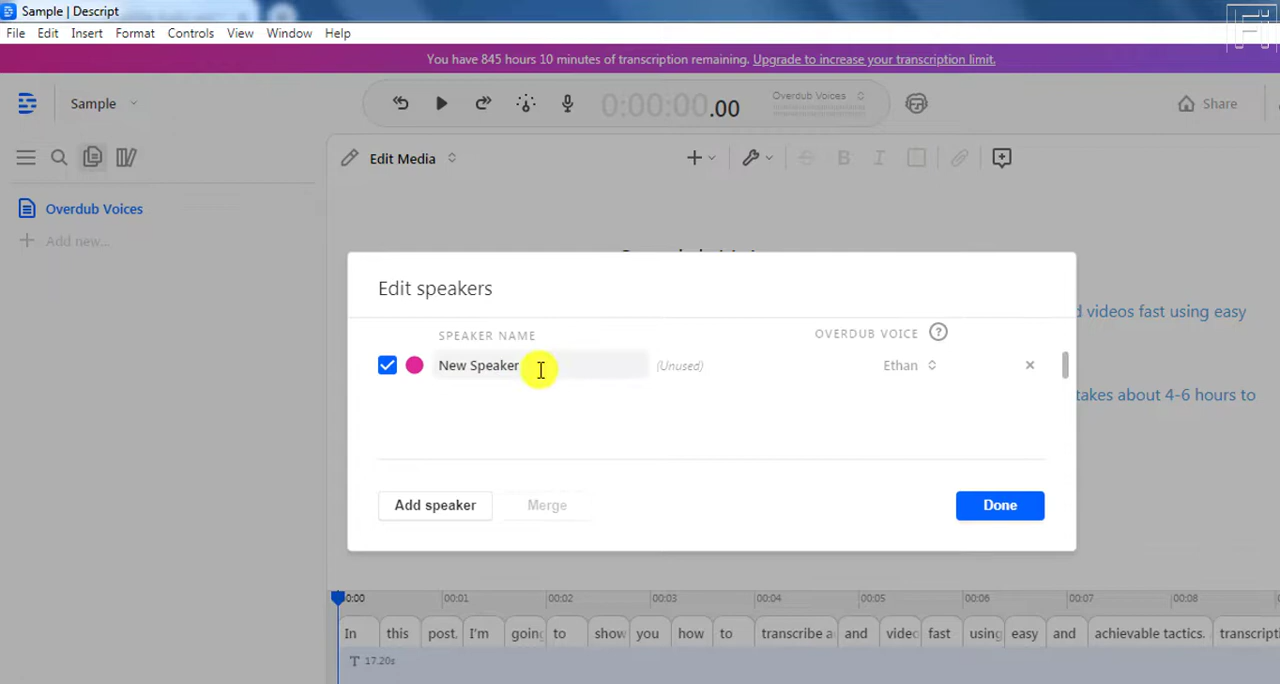 Sample | Descript
File Edit Insert Format Controls View Window Help
You have 845 hours 10 minutes of transcription remaining. Upgrade to increase your transcription limit.
Sample
0:00:00.00
Overdub Voices
Share
Edit Media
B I
Overdub Voices
Add new...
d videos fast using easy
takes about 4-6 hours to
Edit speakers
SPEAKER NAME
OVERDUB VOICE ?
New Speaker (Unused) Ethan
Add speaker Merge Done
0:00 00:01 00:02 00:03 00:04 00:05 00:06 00:07 00:08
In this post. I'm going to show you how to transcribe a and video fast using easy and achievable tactics. transcripti
T 17.20s